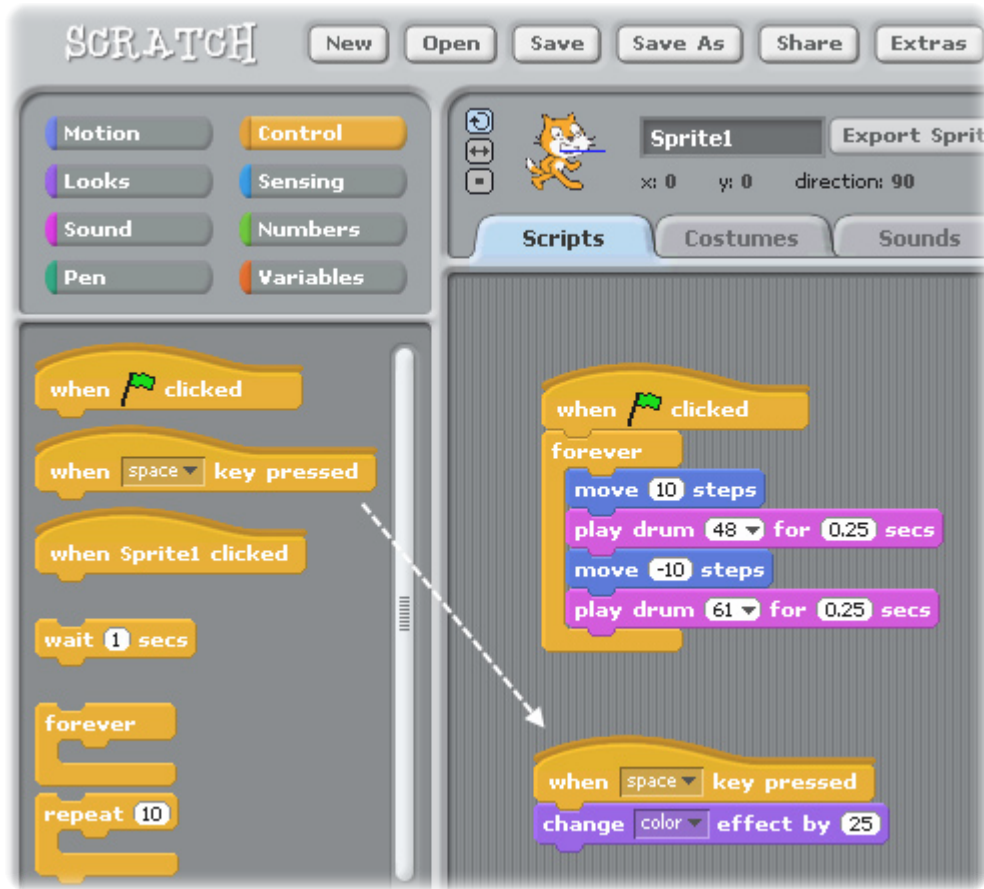 SCRATCH New Open Save Save As Share Extras
Motion Control
Looks Sensing
Sound Numbers
Pen Variables
Sprite1 Export Sprit
x: 0 y: 0 direction: 90
Scripts Costumes Sounds
when clicked
when space key pressed
when Sprite1 clicked
wait 1 secs
forever
repeat 10
when clicked
forever
move 10 steps
play drum 48 for 0.25 secs
move -10 steps
play drum 61 for 0.25 secs
when space key pressed
change color effect by 25